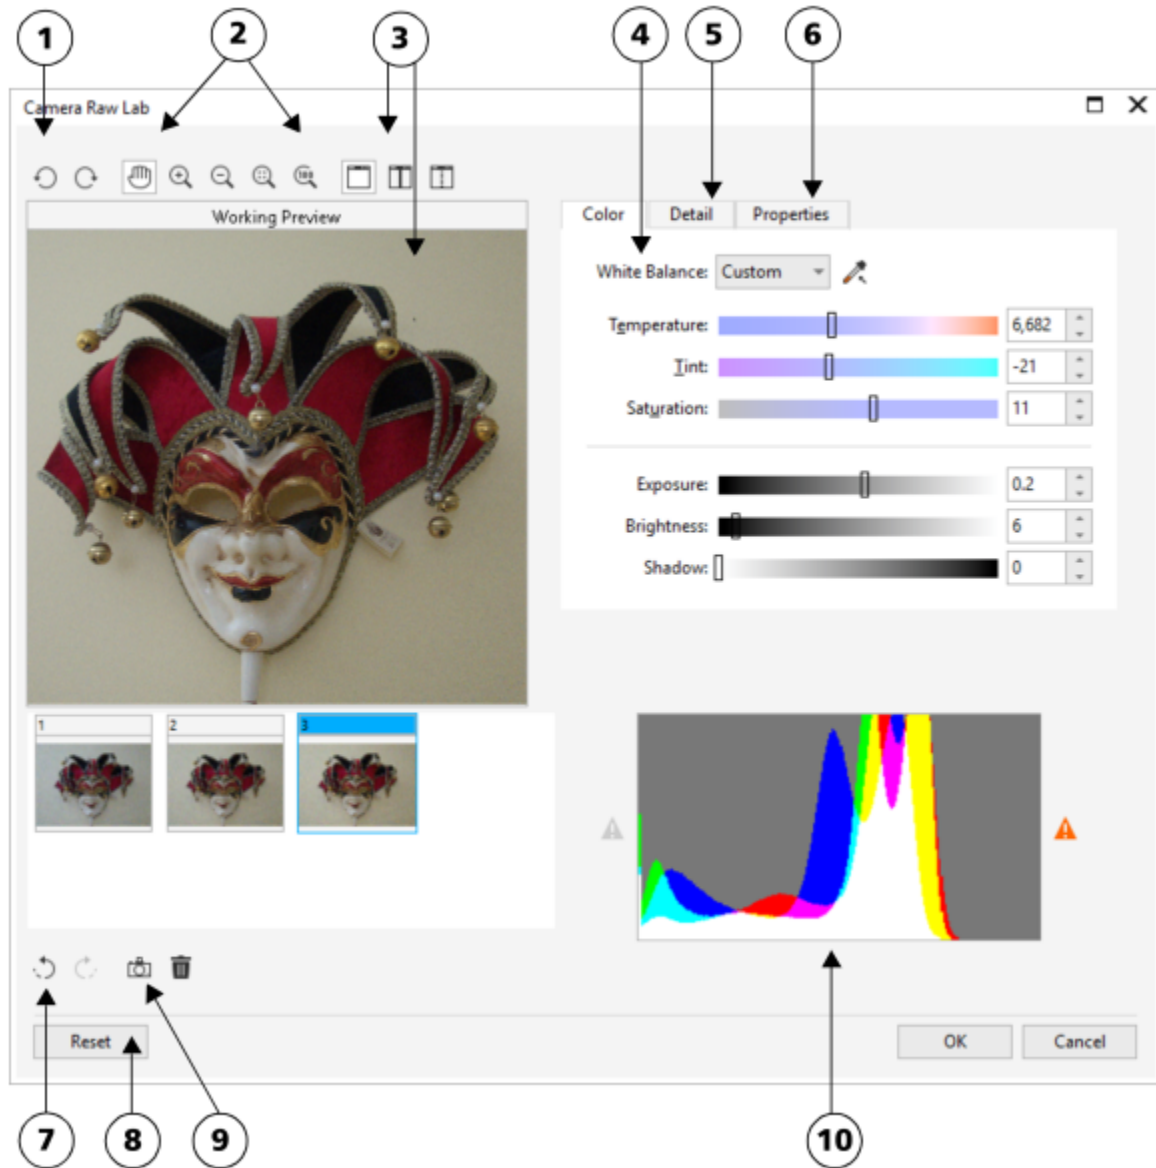 1
2
3
4
5
6
Camera Raw Lab
100
Working Preview
Color Detail Properties
White Balance: Custom
Temperature: 6,682
Tint: -21
Saturation: 11
Exposure: 0.2
Brightness: 6
Shadow: 0
1
2
3
Reset
OK
Cancel
7
8
9
10